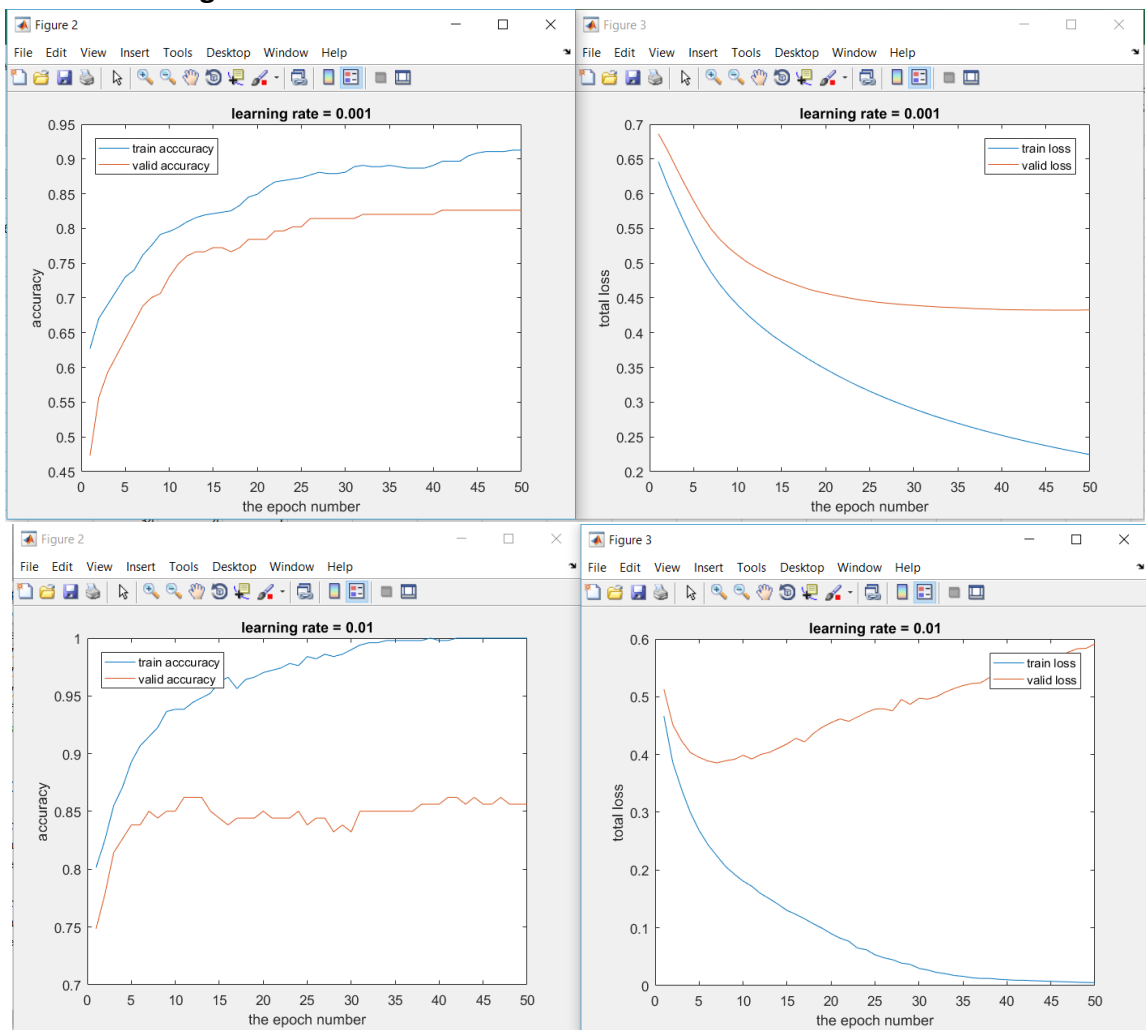 Figure 2
File Edit View Insert Tools Desktop Window Help
learning rate = 0.001
0.95
0.9
0.85
0.8
0.75
0.7
0.65
0.6
0.55
0.5
0.45
accuracy
train acccuracy
valid accuracy
0 5 10 15 20 25 30 35 40 45 50
the epoch number
Figure 3
File Edit View Insert Tools Desktop Window Help
learning rate = 0.001
0.7
0.65
0.6
0.55
0.5
0.45
0.4
0.35
0.3
0.25
0.2
total loss
train loss
valid loss
0 5 10 15 20 25 30 35 40 45 50
the epoch number
Figure 2
File Edit View Insert Tools Desktop Window Help
learning rate = 0.01
1
0.95
0.9
0.85
0.8
0.75
0.7
accuracy
train acccuracy
valid accuracy
0 5 10 15 20 25 30 35 40 45 50
the epoch number
Figure 3
File Edit View Insert Tools Desktop Window Help
learning rate = 0.01
0.6
0.5
0.4
0.3
0.2
0.1
0
total loss
train loss
valid loss
0 5 10 15 20 25 30 35 40 45 50
the epoch number